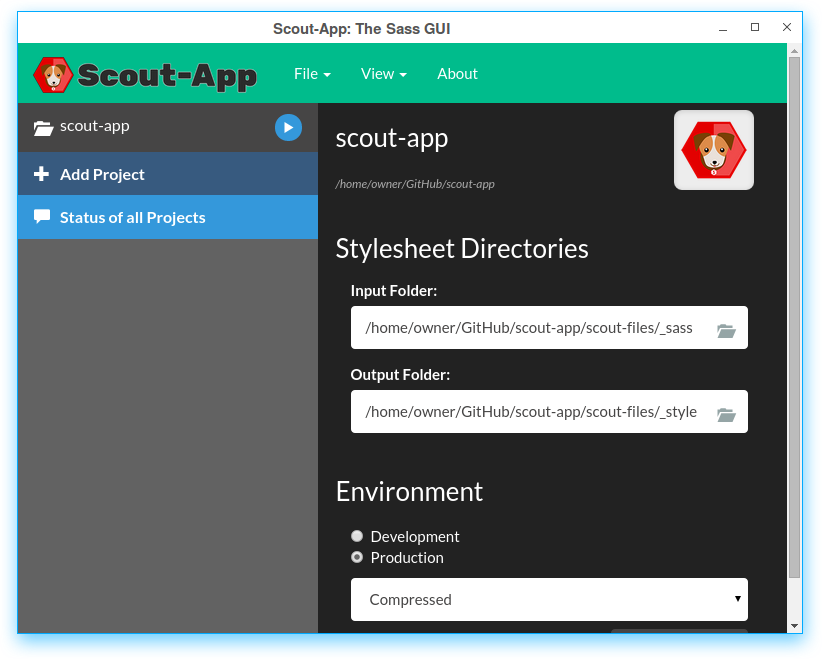 Scout-App: The Sass GUI
Scout-App File View About
scout-app
Add Project
Status of all Projects
scout-app
/home/owner/GitHub/scout-app
Stylesheet Directories
Input Folder:
/home/owner/GitHub/scout-app/scout-files/_sass
Output Folder:
/home/owner/GitHub/scout-app/scout-files/_style
Environment
Development
Production
Compressed